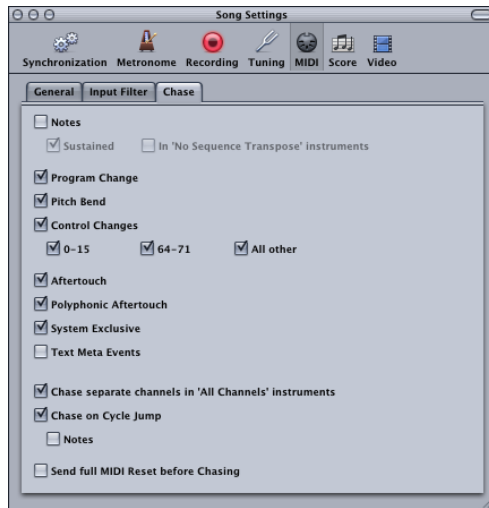 Song Settings
Synchronization Metronome Recording Tuning MIDI Score Video
General Input Filter Chase
Notes
Sustained In 'No Sequence Transpose' instruments
Program Change
Pitch Bend
Control Changes
0-15 64-71 All other
Aftertouch
Polyphonic Aftertouch
System Exclusive
Text Meta Events
Chase separate channels in 'All Channels' instruments
Chase on Cycle Jump
Notes
Send full MIDI Reset before Chasing